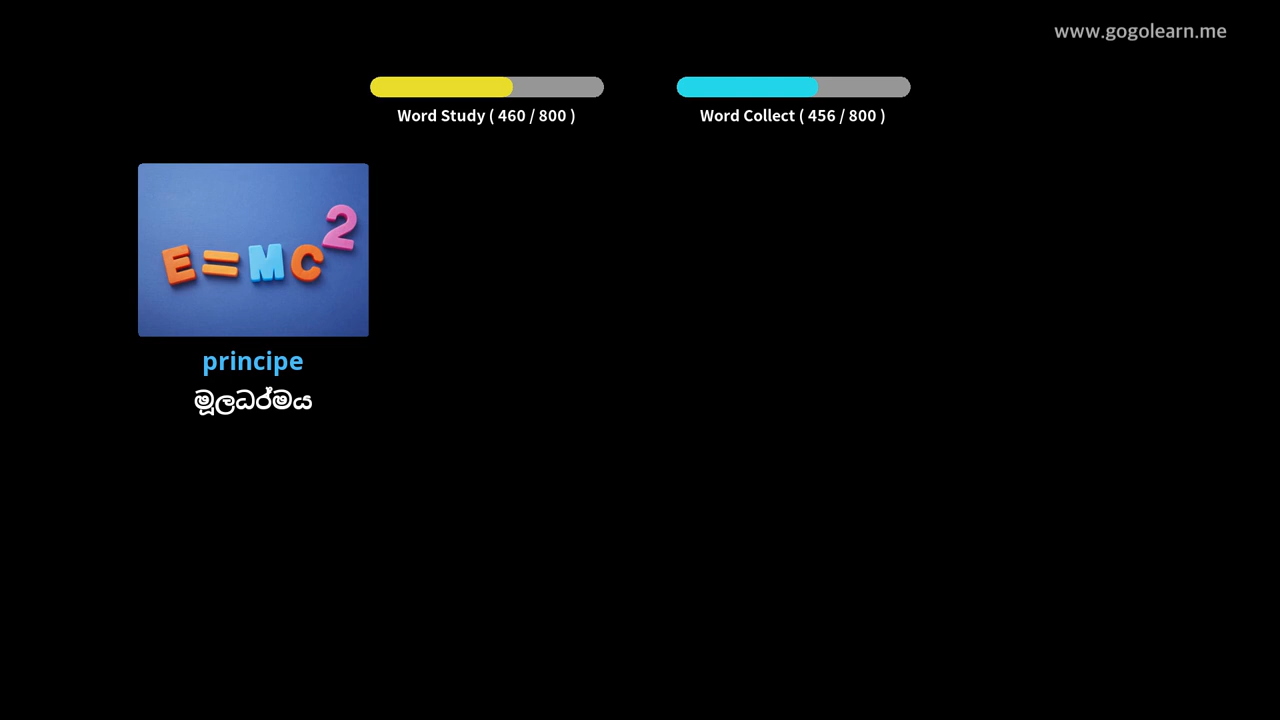 www.gogolearn.me
Word Study ( 460 / 800 )
Word Collect ( 456 / 800 )
E=MC2
principe
මූලධර්මය